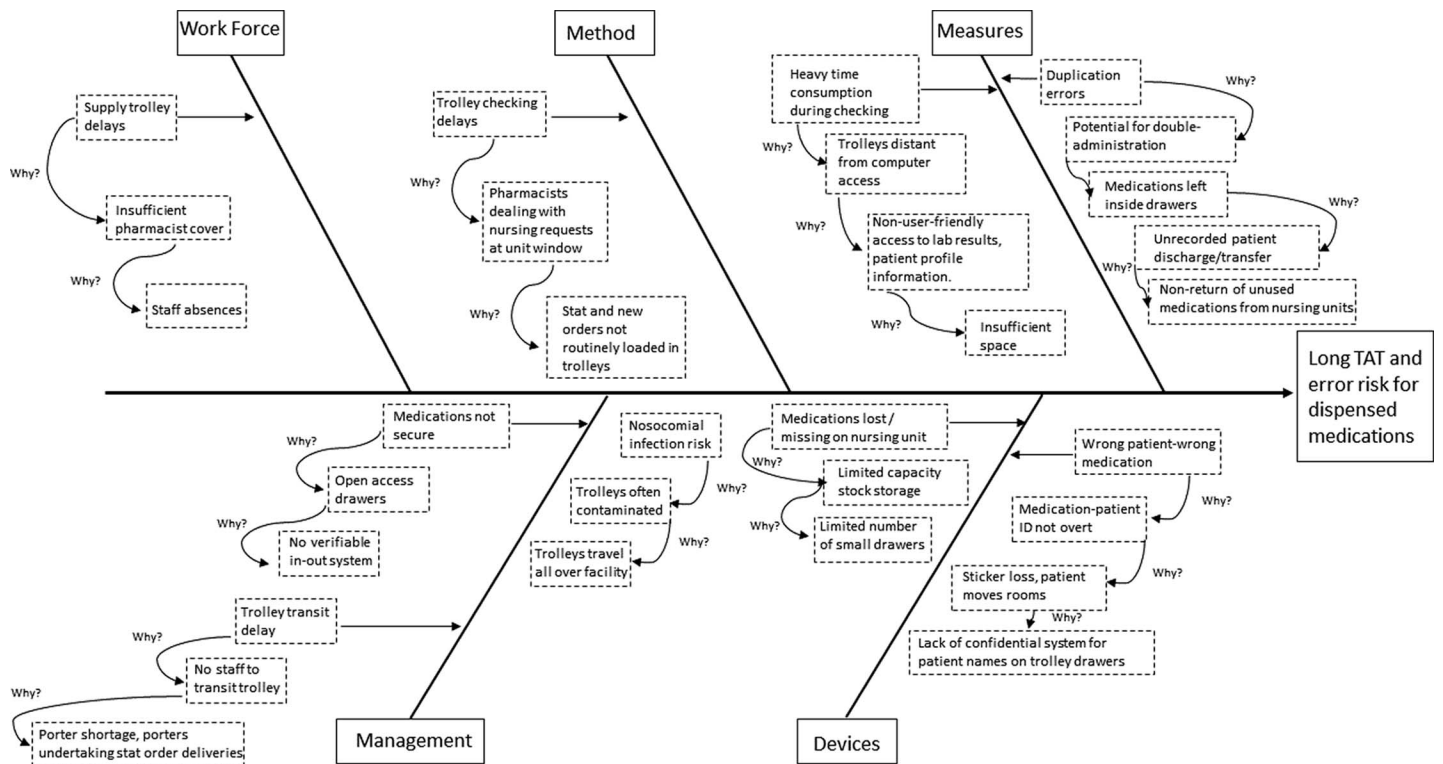 Work Force
Supply trolley
delays
Why?
Insufficient
pharmacist cover
Why?
Staff absences
Method
Trolley checking
delays
Why?
Pharmacists
dealing with
nursing requests
at unit window
Why?
Stat and new
orders not
routinely loaded in
trolleys
Measures
Heavy time
consumption
during checking
Why?
Trolleys distant
from computer
access
Why?
Non-user-friendly
access to lab results,
patient profile
information.
Why?
Insufficient
space
Duplication
errors
Why?
Potential for double-
administration
Medications left
inside drawers
Why?
Unrecorded patient
discharge/transfer
Why?
Non-return of unused
medications from nursing units
Long TAT and
error risk for
dispensed
medications
Medications not
secure
Why?
Open access
drawers
Why?
No verifiable
in-out system
Nosocomial
infection risk
Why?
Trolleys often
contaminated
Why?
Trolleys travel
all over facility
Trolley transit
delay
Why?
No staff to
transit trolley
Why?
Porter shortage, porters
undertaking stat order deliveries
Management
Medications lost/
missing on nursing unit
Why?
Limited capacity
stock storage
Why?
Limited number
of small drawers
Wrong patient-wrong
medication
Why?
Medication-patient
ID not overt
Why?
Sticker loss, patient
moves rooms
Why?
Lack of confidential system for
patient names on trolley drawers
Devices